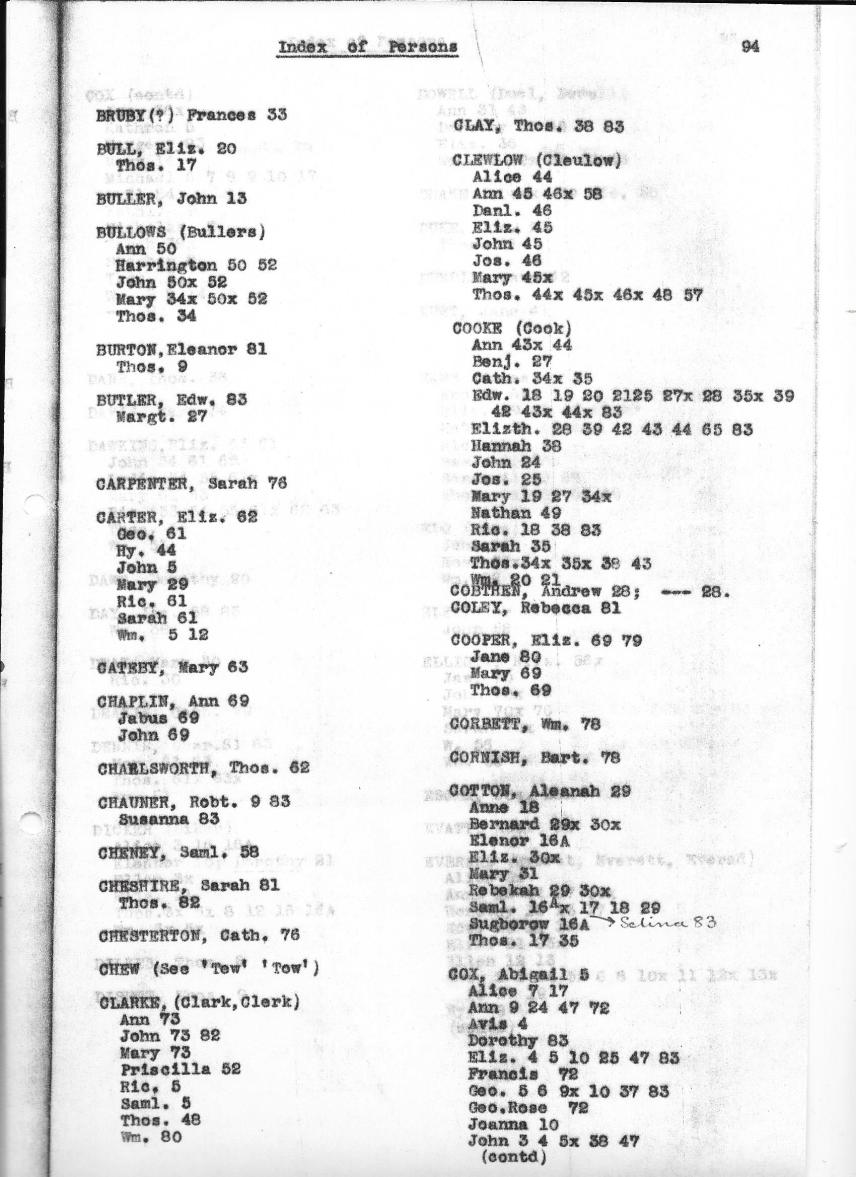 Index of Persons 94
BRUBY(?) Frances 33
BULL, Eliz. 20
Thos. 17
BULLER, John 13
BULLOWS (Bullers)
Ann 50
Harrington 50 52
John 50x 52
Mary 34x 50x 52
Thos. 34
BURTON,Eleanor 81
Thos. 9
BUTLER, Edw. 83
Margt. 27
CARPENTER, Sarah 76
CARTER, Eliz. 62
Geo. 61
Hy. 44
John 5
Mary 29
Ric. 61
Sarah 61
Wm. 5 12
CATEBY, Mary 63
CHAPLIN, Ann 69
Jabus 69
John 69
CHARLSWORTH, Thos. 62
CHAUNER, Robt. 9 83
Susanna 83
CHENEY, Saml. 58
CHESHIRE, Sarah 81
Thos. 82
CHESTERTON, Cath. 76
CHEW (See 'Tew' 'Tow')
CLARKE, (Clark,Clerk)
Ann 73
John 73 82
Mary 73
Priscilla 52
Ric. 5
Saml. 5
Thos. 48
Wm. 80
CLAY, Thos. 38 83
CLEWLOW (Cleulow)
Alice 44
Ann 45 46x 58
Danl. 46
Eliz. 45
John 45
Jos. 46
Mary 45x
Thos. 44x 45x 46x 48 57
COOKE (Cook)
Ann 43x 44
Benj. 27
Cath. 34x 35
Edw. 18 19 20 2125 27x 28 35x 39
42 43x 44x 83
Elizth. 28 39 42 43 44 65 83
Hannah 38
John 24
Jos. 25
Mary 19 27 34x
Nathan 49
Ric. 18 38 83
Sarah 35
Thos.34x 35x 38 43
Wm. 20 21
COBTHEN, Andrew 28; --- 28.
COLEY, Rebecca 81
COOPER, Eliz. 69 79
Jane 80
Mary 69
Thos. 69
CORBETT, Wm. 78
CORNISH, Bart. 78
COTTON, Aleanah 29
Anne 18
Bernard 29x 30x
Elenor 16A
Eliz. 30x
Mary 31
Rebekah 29 30x
Saml. 16Ax 17 18 29
Sugborow 16A → Selina 83
Thos. 17 35
COX, Abigail 5
Alice 7 17
Ann 9 24 47 72
Avis 4
Dorothy 83
Eliz. 4 5 10 25 47 83
Francis 72
Geo. 5 6 9x 10 37 83
Geo.Rose 72
Joanna 10
John 3 4 5x 38 47
(contd)